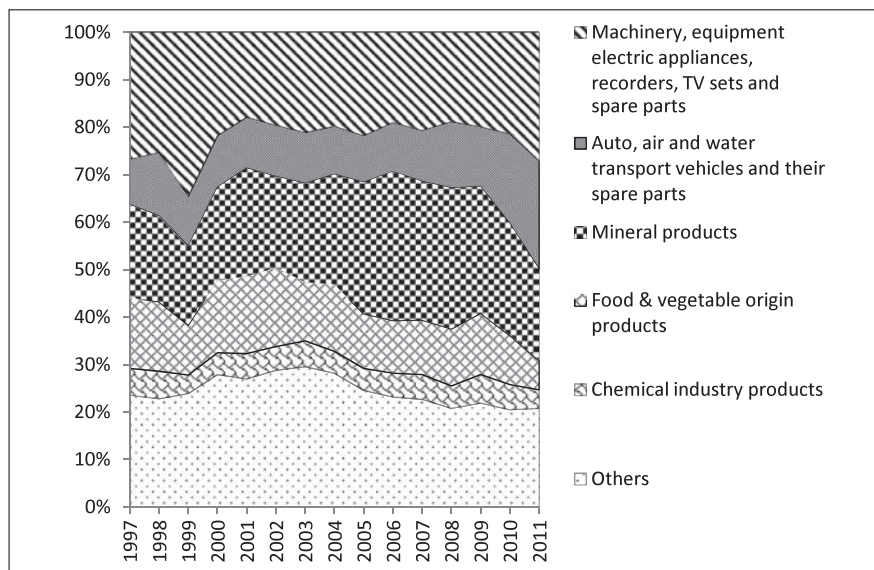 100%
90%
80%
70%
60%
50%
40%
30%
20%
10%
0%
1997
1998
1999
2000
2001
2002
2003
2004
2005
2006
2007
2008
2009
2010
2011
Machinery, equipment
electric appliances,
recorders, TV sets and
spare parts
Auto, air and water
transport vehicles and their
spare parts
Mineral products
Food & vegetable origin
products
Chemical industry products
Others